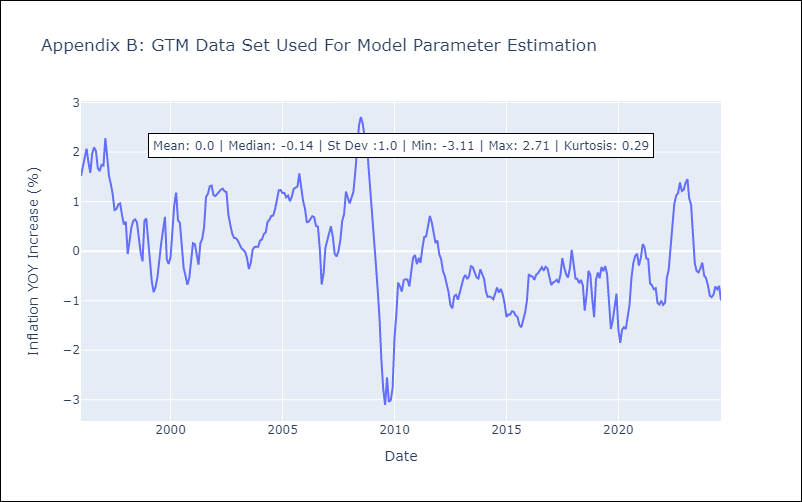 Appendix B: GTM Data Set Used For Model Parameter Estimation
Mean: 0.0 | Median: -0.14 | St Dev :1.0 | Min: -3.11 | Max: 2.71 | Kurtosis: 0.29
Inflation YOY Increase (%)
3
2
1
0
−1
−2
−3
2000 2005 2010 2015 2020
Date